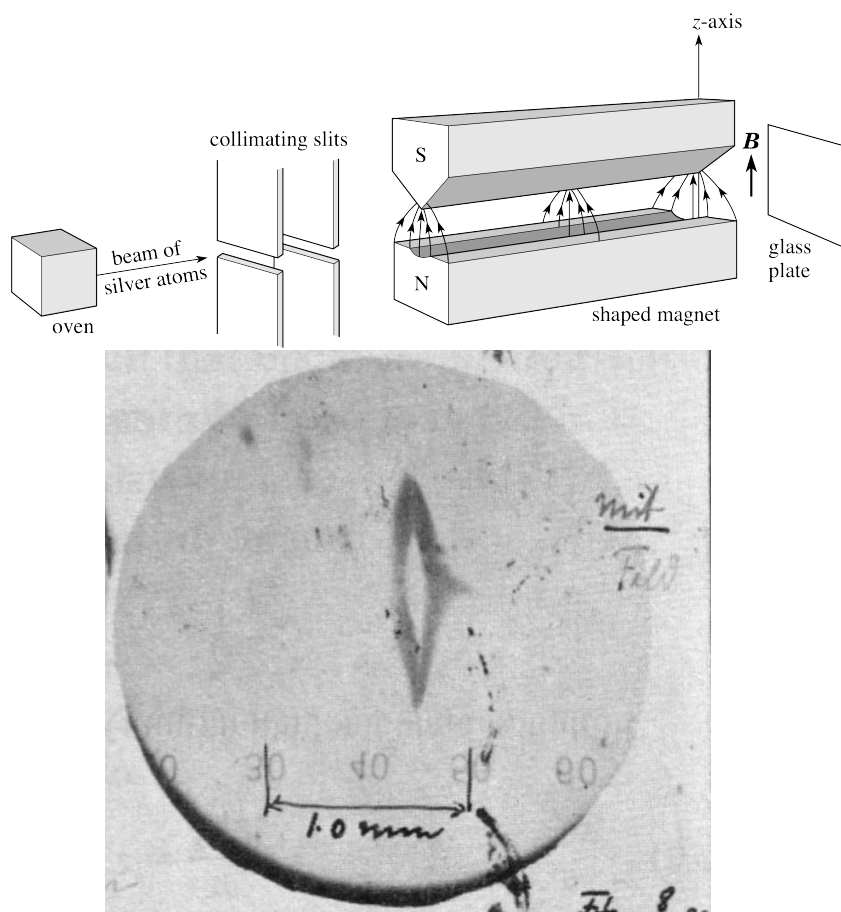 z-axis
collimating slits
S
B
beam of
silver atoms
glass
plate
N
oven
shaped magnet
mit
Feld
30 40 50 60
1.0 mm